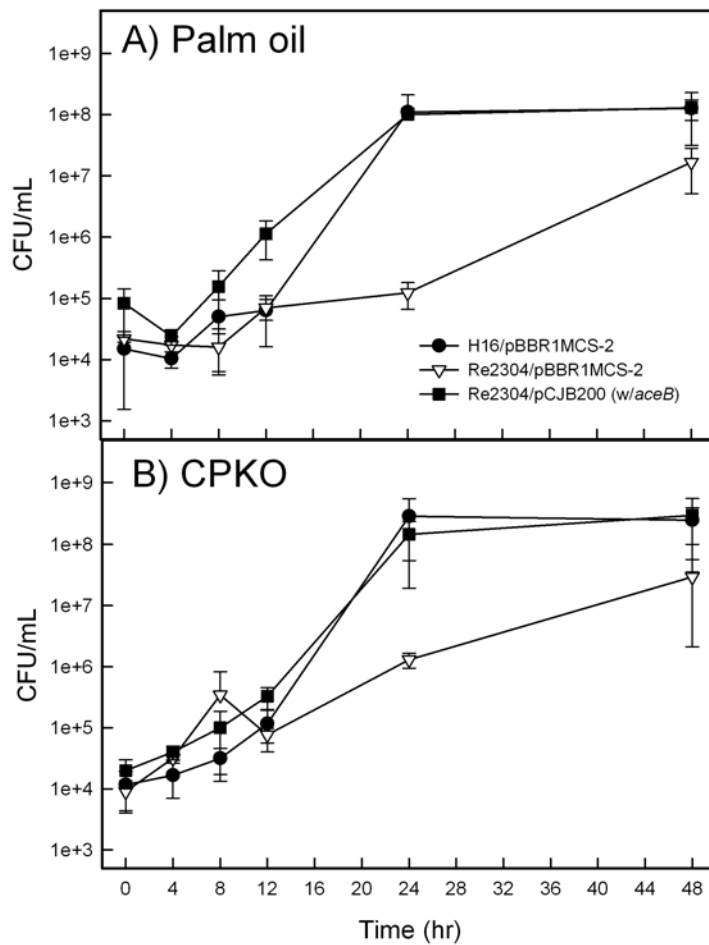 A) Palm oil
1e+9
1e+8
1e+7
1e+6
1e+5
1e+4
1e+3
CFU/mL
H16/pBBR1MCS-2
Re2304/pBBR1MCS-2
Re2304/pCJB200 (w/aceB)
B) CPKO
1e+9
1e+8
1e+7
1e+6
1e+5
1e+4
1e+3
CFU/mL
0 4 8 12 16 20 24 28 32 36 40 44 48
Time (hr)